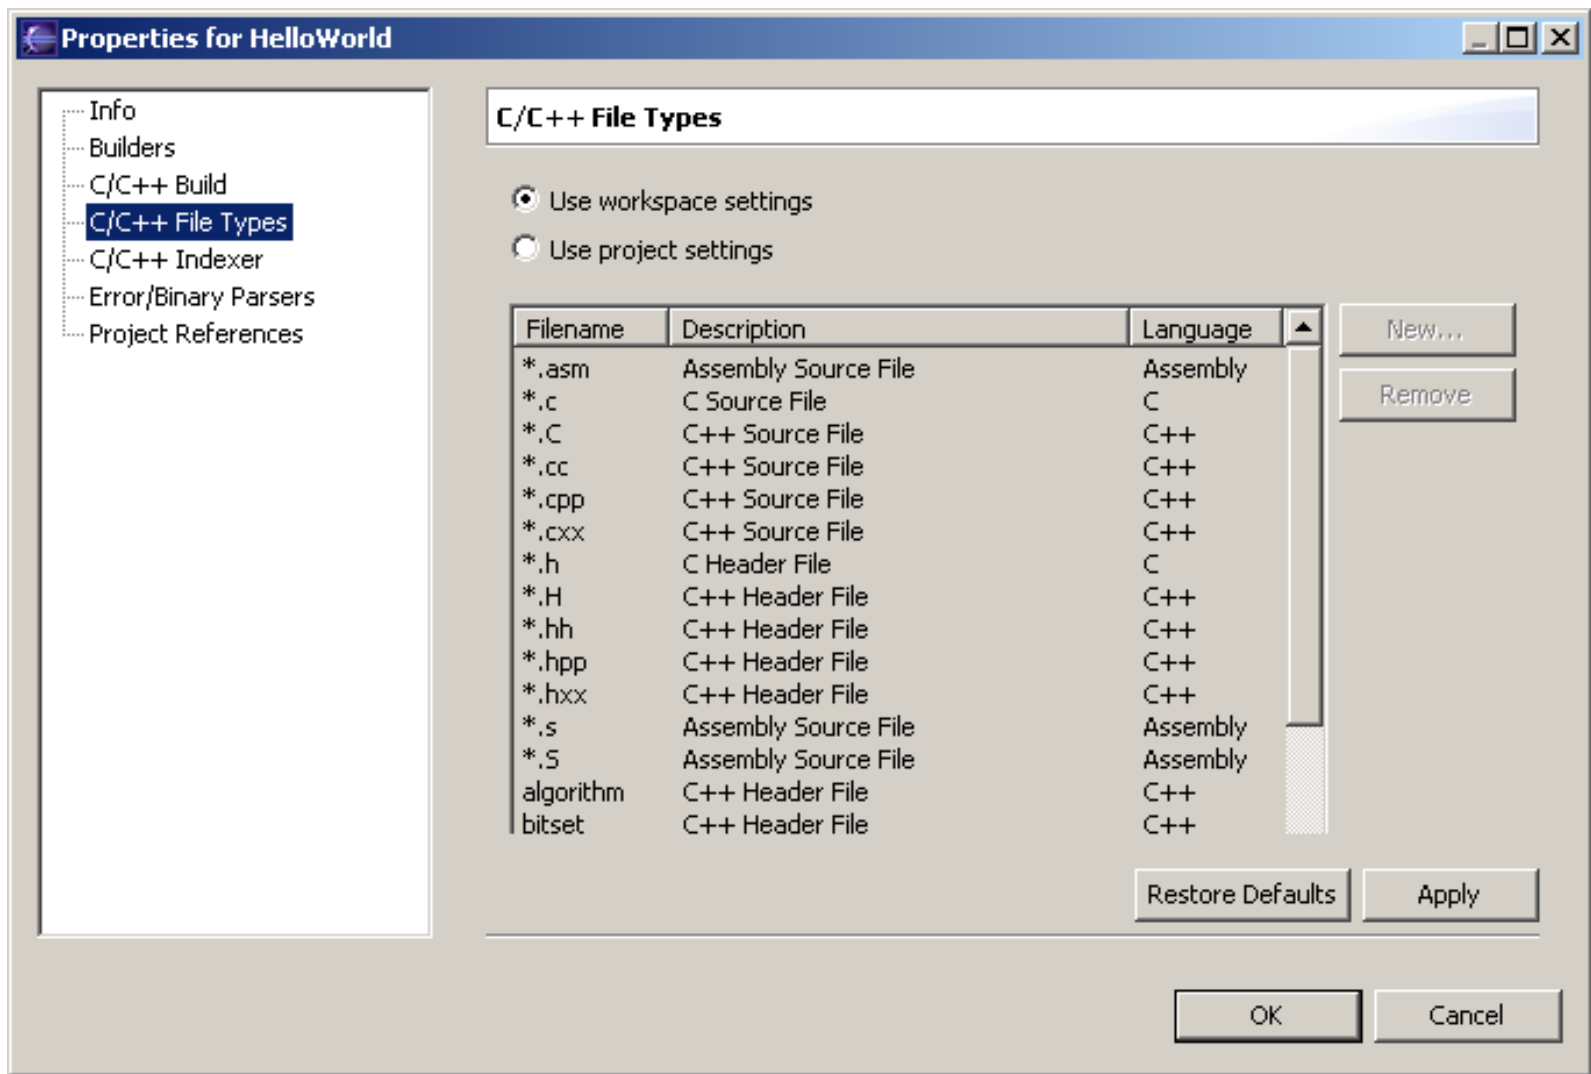 Properties for HelloWorld
Info
Builders
C/C++ Build
C/C++ File Types
C/C++ Indexer
Error/Binary Parsers
Project References
C/C++ File Types
Use workspace settings
Use project settings
Filename Description Language
*.asm Assembly Source File Assembly
*.c C Source File C
*.C C++ Source File C++
*.cc C++ Source File C++
*.cpp C++ Source File C++
*.cxx C++ Source File C++
*.h C Header File C
*.H C++ Header File C++
*.hh C++ Header File C++
*.hpp C++ Header File C++
*.hxx C++ Header File C++
*.s Assembly Source File Assembly
*.S Assembly Source File Assembly
algorithm C++ Header File C++
bitset C++ Header File C++
New...
Remove
Restore Defaults Apply
OK Cancel